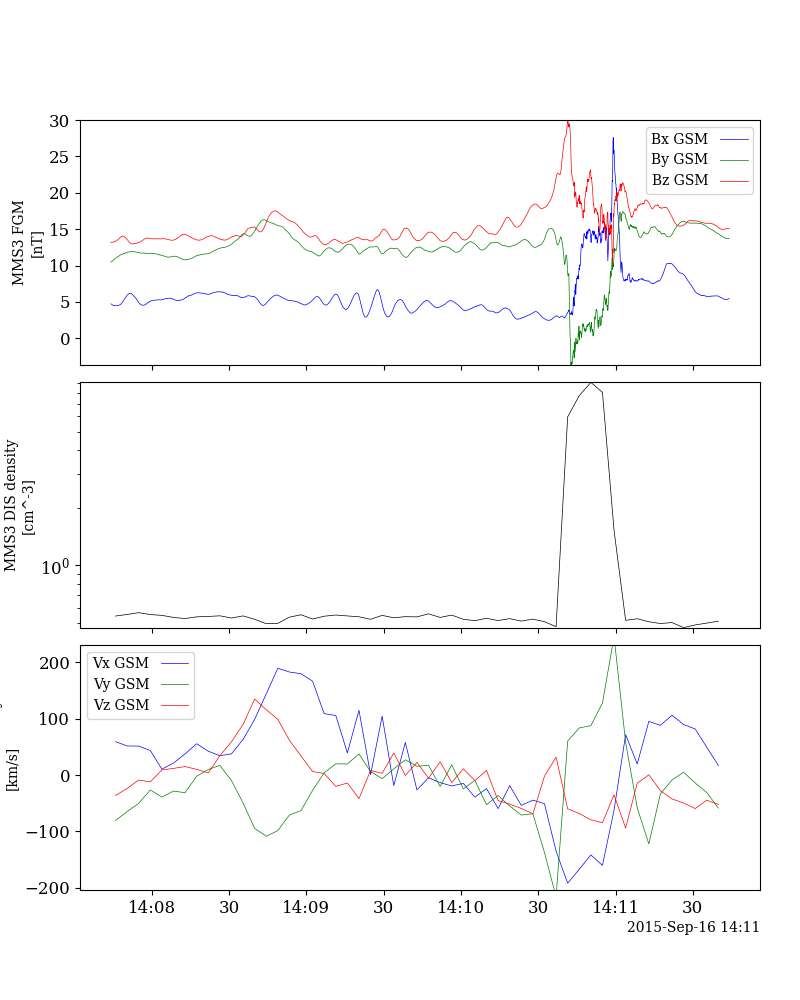 30
25
20
15
10
5
0
MMS3 FGM
[nT]
Bx GSM
By GSM
Bz GSM
10^0
MMS3 DIS density
[cm^-3]
200
100
0
−100
−200
[km/s]
Vx GSM
Vy GSM
Vz GSM
14:08 30 14:09 30 14:10 30 14:11 30
2015-Sep-16 14:11